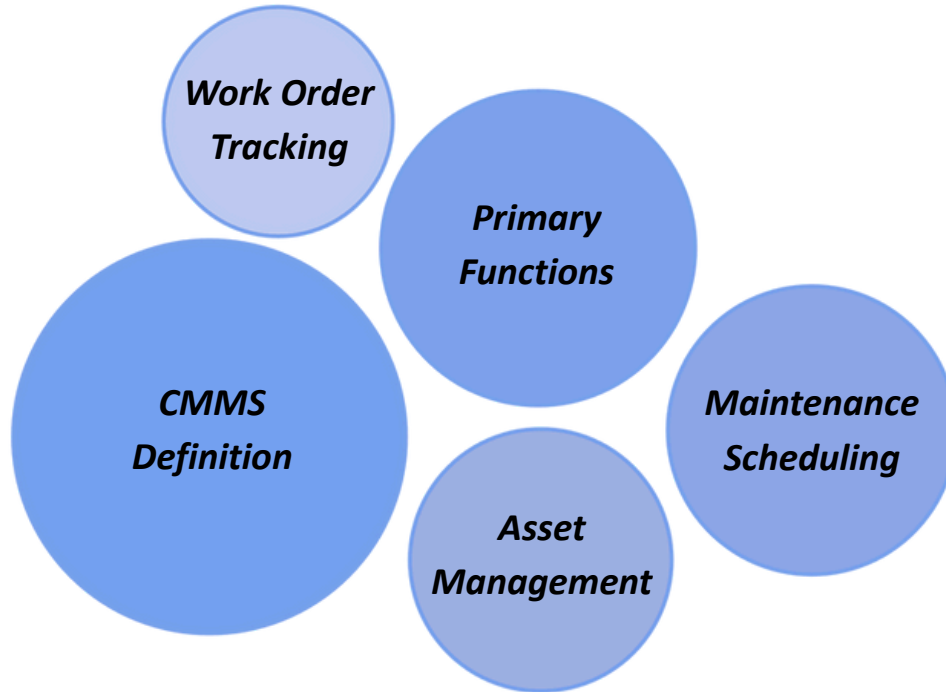 Work Order
Tracking
Primary
Functions
CMMS
Definition
Maintenance
Scheduling
Asset
Management